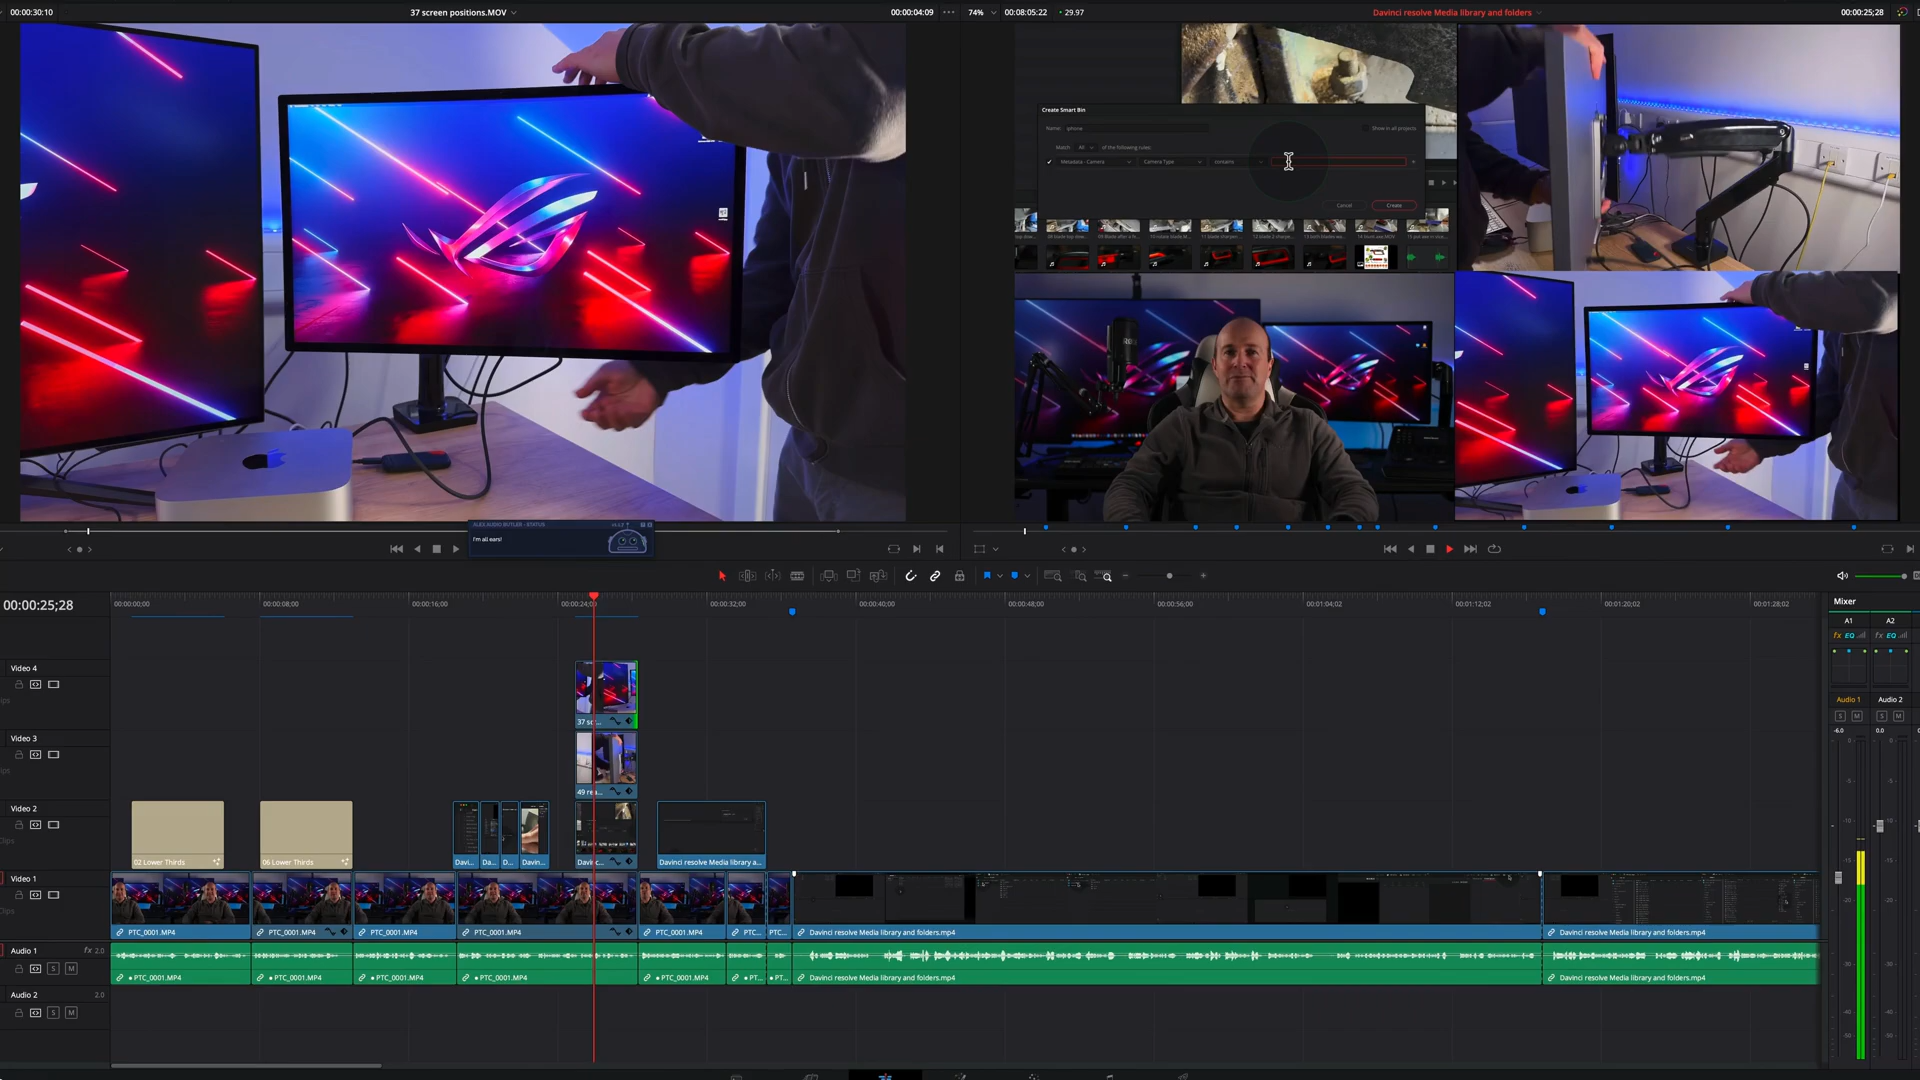 00:00:30:10
37 screen positions.MOV
00:00:04:09
74%
00:08:05:22
29.97
Davinci resolve Media library and folders
00:00:25;28
Create Smart Bin
Name: iphone
Show in all projects
Match All of the following rules:
Metadata - Camera
Camera Type
contains
Cancel
Create
ALEX AUDIO BUTLER - STATUS
I'm all ears!
00:00:25;28
00:00:00;00
00:00:08;00
00:00:16;00
00:00:24;00
00:00:32;00
00:00:40;00
00:00:48;00
00:00:56;00
00:01:04;02
00:01:12;02
00:01:20;02
00:01:28;02
Mixer
A1
A2
fx EQ
fx EQ
Audio 1
Audio 2
S M
S M
-6.0
0.0
Video 4
37 sc...
Video 3
49 rea...
Video 2
02 Lower Thirds
06 Lower Thirds
Davi...
Da...
D...
Davin...
Davinc...
Davinci resolve Media library a...
Video 1
PTC_0001.MP4
PTC_0001.MP4
PTC_0001.MP4
PTC_0001.MP4
PTC_0001.MP4
PTC...
PTC...
Davinci resolve Media library and folders.mp4
Davinci resolve Media library and folders.mp4
Audio 1
fx 2.0
S M
PTC_0001.MP4
PTC_0001.MP4
PTC_0001.MP4
PTC_0001.MP4
PTC_0001.MP4
PT...
PT...
Davinci resolve Media library and folders.mp4
Davinci resolve Media library and folders.mp4
Audio 2
2.0
S M